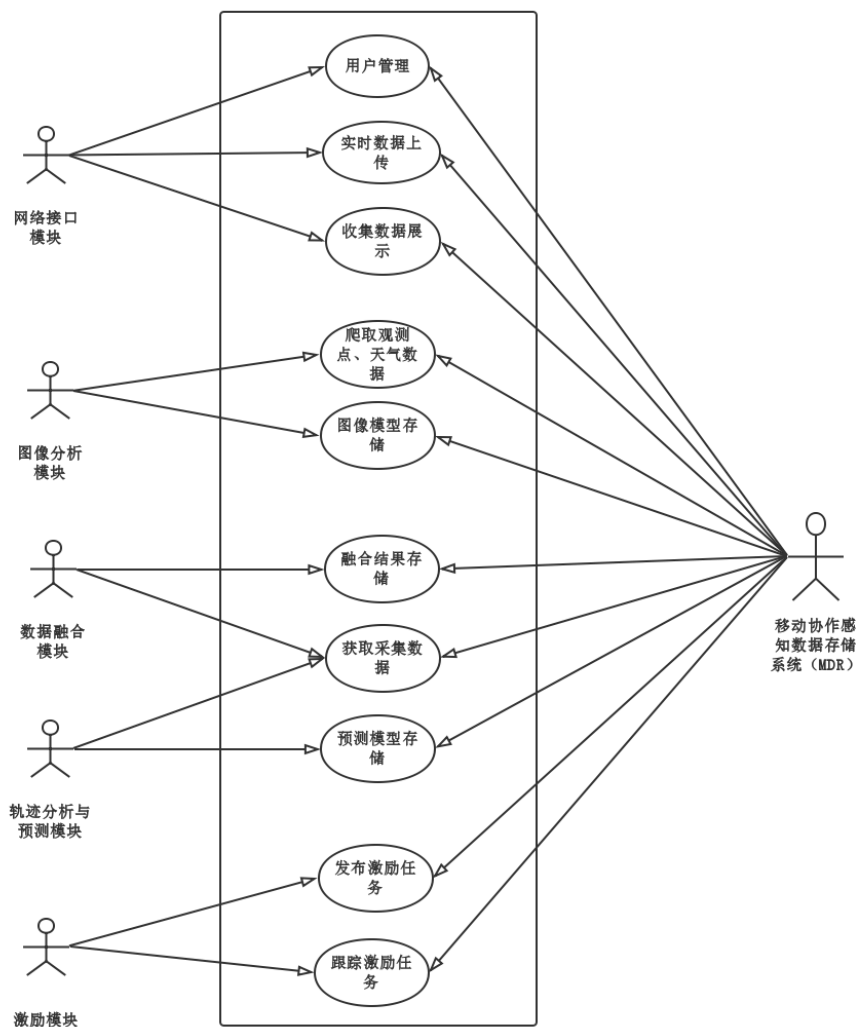 用户管理
实时数据上
传
网络接口
模块
收集数据展
示
爬取观测
点、天气数
据
图像模型存
储
图像分析
模块
融合结果存
储
数据融合
模块
获取采集数
据
移动协作感
知数据存储
系统（MDR）
预测模型存
储
轨迹分析与
预测模块
发布激励任
务
跟踪激励任
务
激励模块